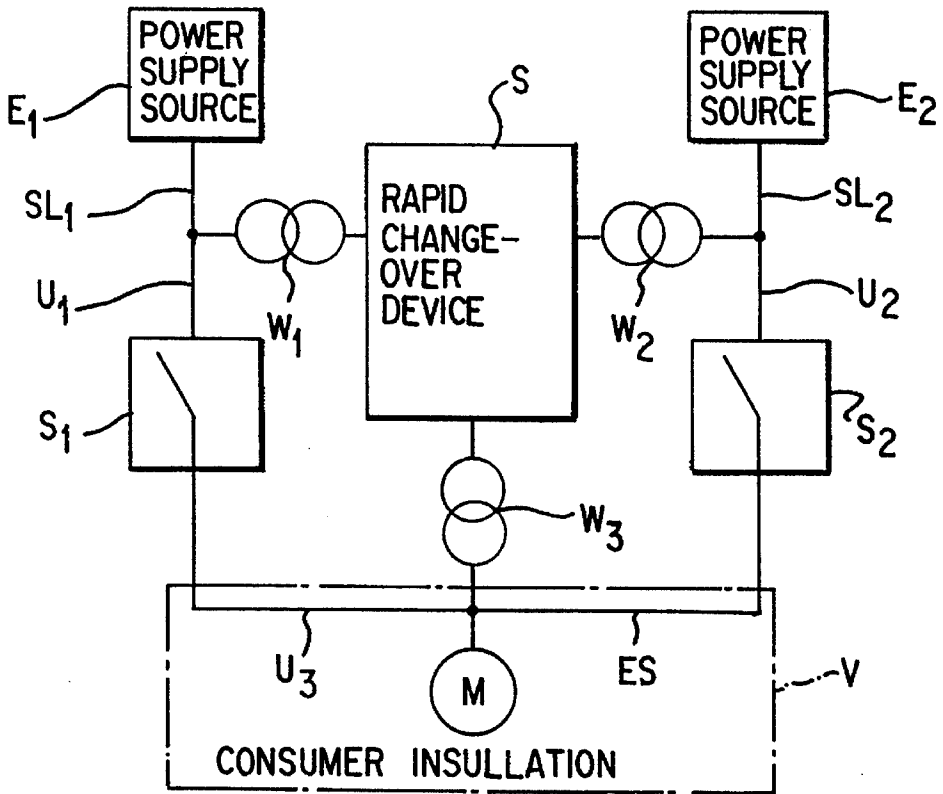 POWER
SUPPLY
SOURCE
E1
SL1
U1
W1
S1
S
RAPID
CHANGE-
OVER
DEVICE
POWER
SUPPLY
SOURCE
E2
SL2
U2
W2
S2
W3
U3
ES
M
V
CONSUMER INSULLATION